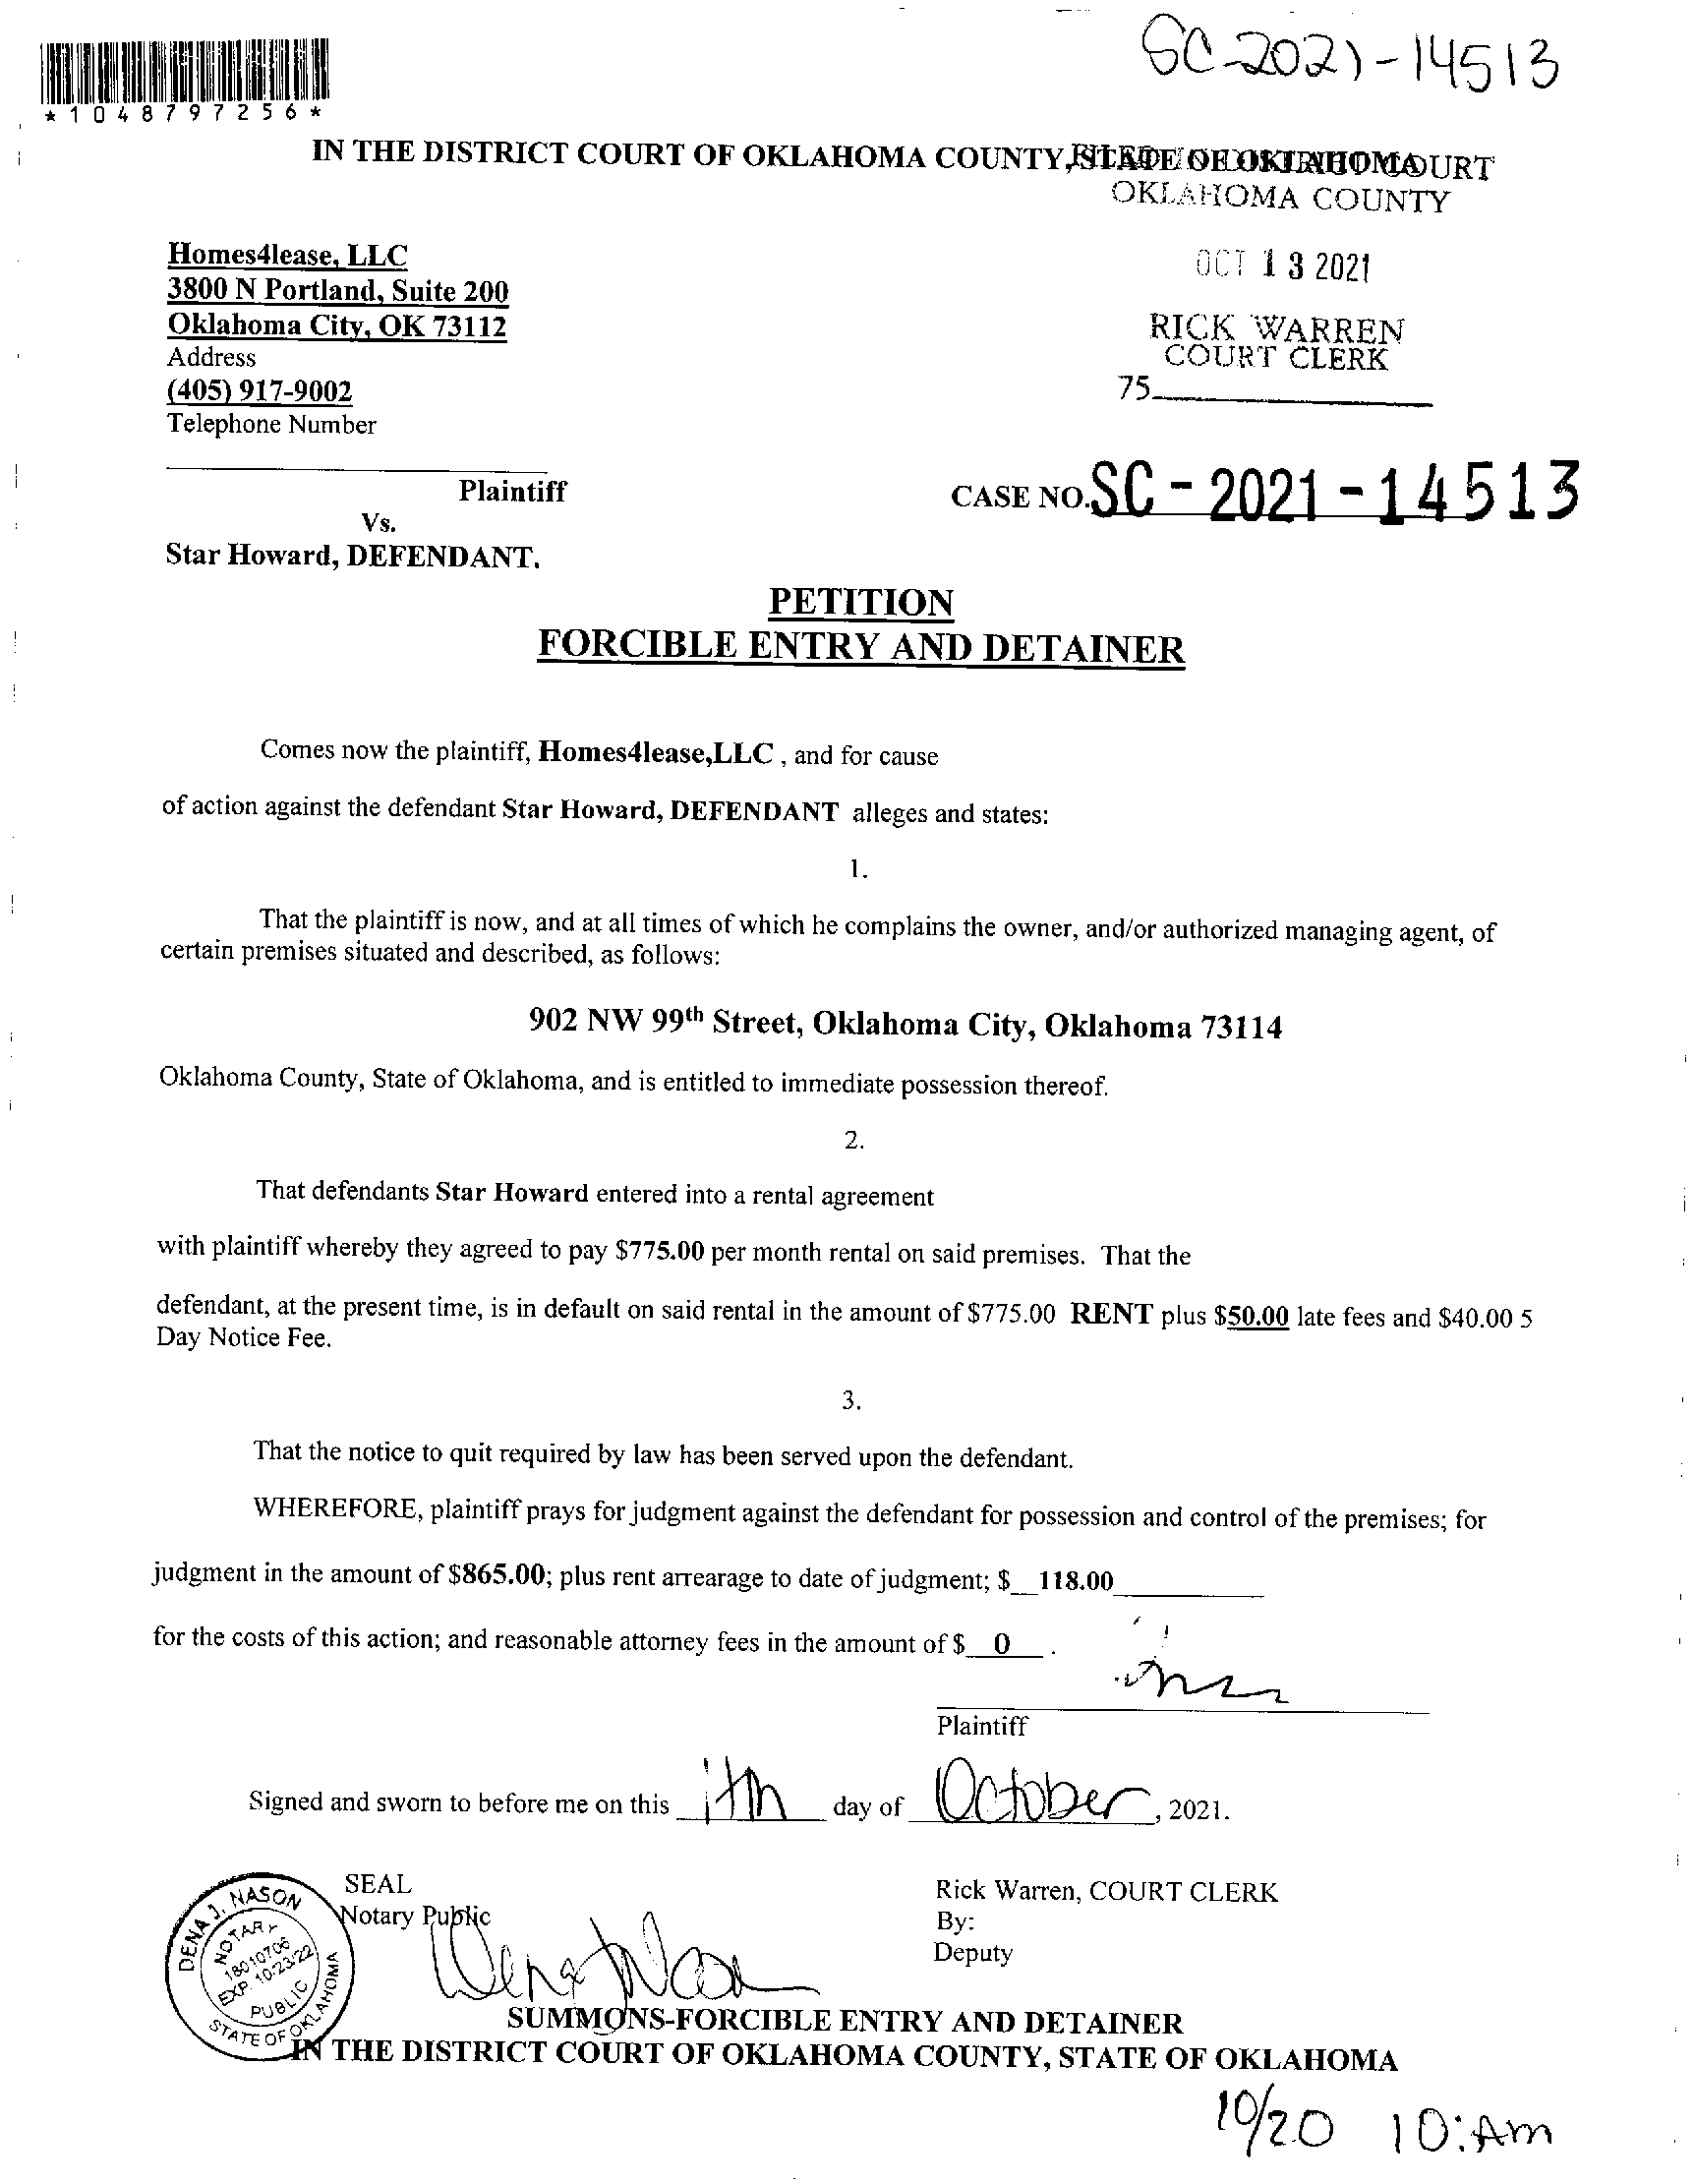 SC-2021-14513
*1048797256*
IN THE DISTRICT COURT OF OKLAHOMA COUNTY, STATE OF OKLAHOMA
OKLAHOMA COUNTY
Homes4lease, LLC
3800 N Portland, Suite 200
Oklahoma City, OK 73112
Address
(405) 917-9002
Telephone Number
OCT 13 2021
RICK WARREN
COURT CLERK
75
Plaintiff
CASE NO. SC-2021-14513
Vs.
Star Howard, DEFENDANT.
PETITION
FORCIBLE ENTRY AND DETAINER
Comes now the plaintiff, Homes4lease,LLC , and for cause
of action against the defendant Star Howard, DEFENDANT alleges and states:
1.
That the plaintiff is now, and at all times of which he complains the owner, and/or authorized managing agent, of
certain premises situated and described, as follows:
902 NW 99th Street, Oklahoma City, Oklahoma 73114
Oklahoma County, State of Oklahoma, and is entitled to immediate possession thereof.
2.
That defendants Star Howard entered into a rental agreement
with plaintiff whereby they agreed to pay $775.00 per month rental on said premises. That the
defendant, at the present time, is in default on said rental in the amount of $775.00 RENT plus $50.00 late fees and $40.00 5
Day Notice Fee.
3.
That the notice to quit required by law has been served upon the defendant.
WHEREFORE, plaintiff prays for judgment against the defendant for possession and control of the premises; for
judgment in the amount of $865.00; plus rent arrearage to date of judgment; $ 118.00
for the costs of this action; and reasonable attorney fees in the amount of $ 0 .
Plaintiff
Signed and sworn to before me on this day of October, 2021.
SEAL
Notary Public
Rick Warren, COURT CLERK
By:
Deputy
DENA J. NASON
NOTARY
18010706
EXP. 10-23/22
PUBLIC
STATE OF OKLAHOMA
SUMMONS-FORCIBLE ENTRY AND DETAINER
IN THE DISTRICT COURT OF OKLAHOMA COUNTY, STATE OF OKLAHOMA
10/20 10:AM